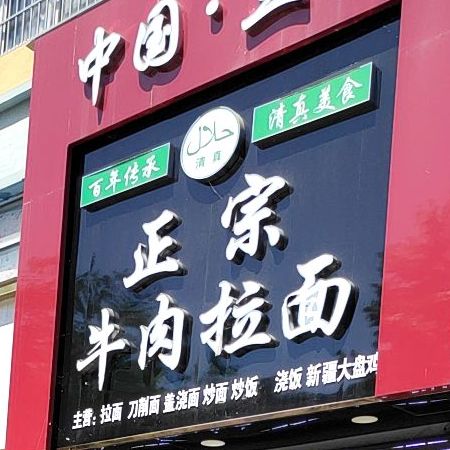 中国·
百年传承
حلال
清真
清真美食
正宗
牛肉拉面
主营：拉面 刀削面 盖浇面 炒面 炒饭 浇饭 新疆大盘鸡